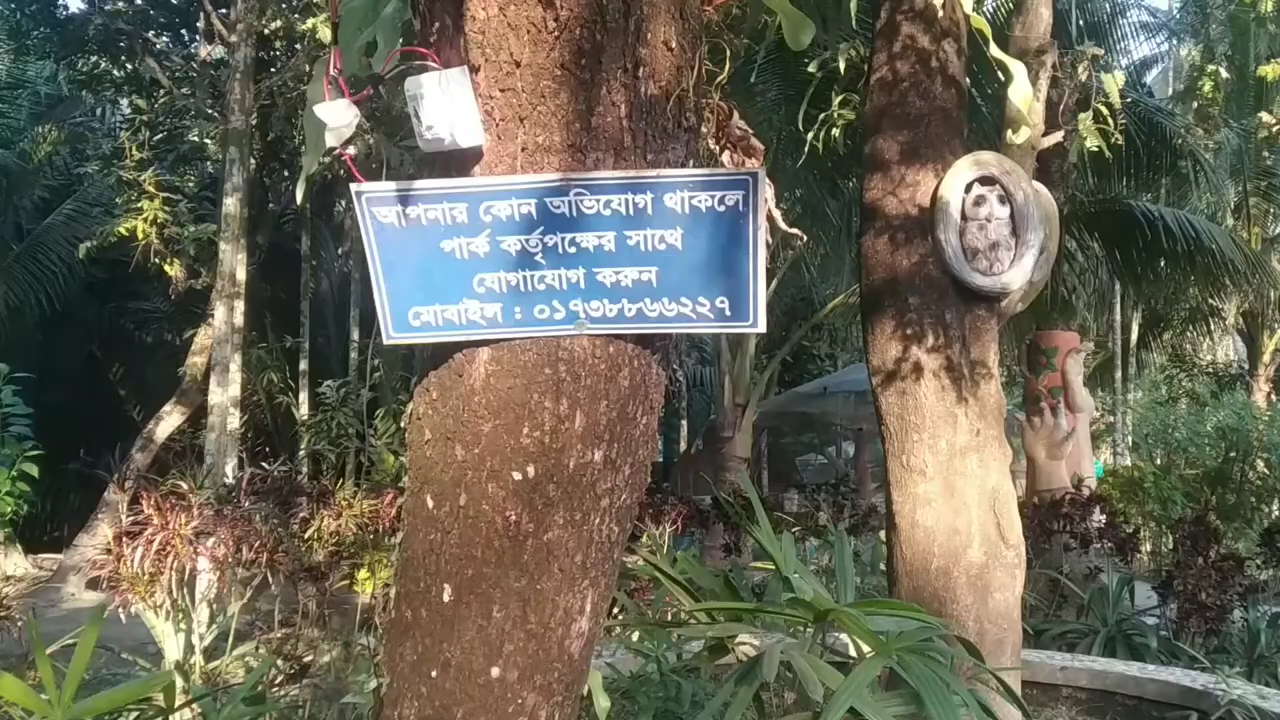 আপনার কোন অভিযোগ থাকলে
পার্ক কর্তৃপক্ষের সাথে
যোগাযোগ করুন
মোবাইল : ০১৭৩৮৮৬৬২২৭